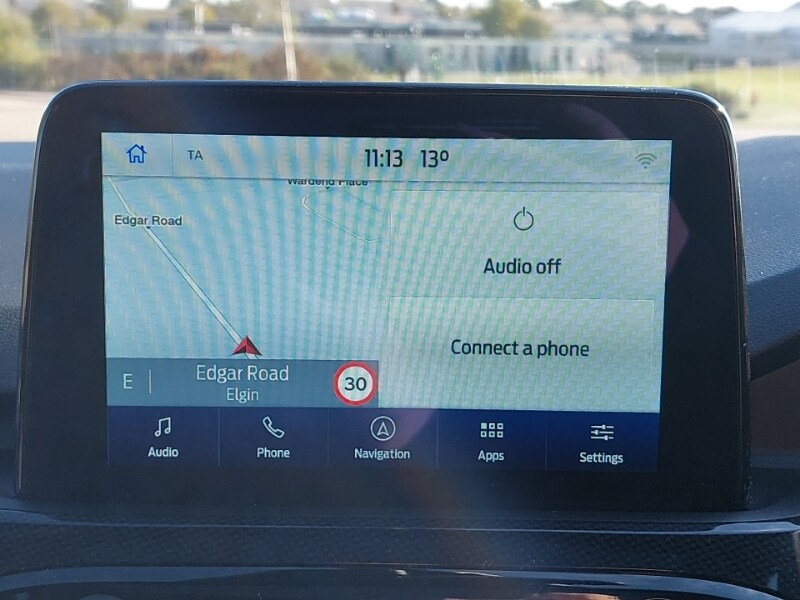 TA
11:13 13°
Wardend Place
Edgar Road
Audio off
Connect a phone
E
Edgar Road
Elgin
30
Audio
Phone
Navigation
Apps
Settings